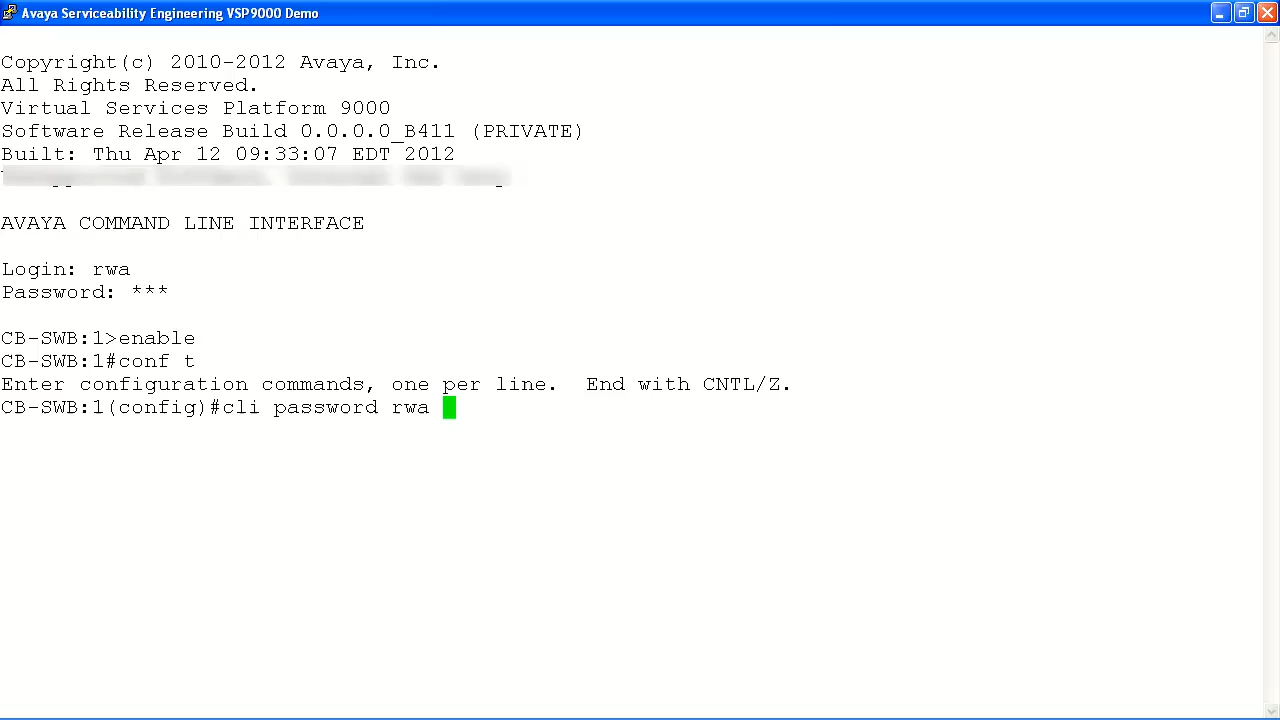 Avaya Serviceability Engineering VSP9000 Demo
Copyright(c) 2010-2012 Avaya, Inc.
All Rights Reserved.
Virtual Services Platform 9000
Software Release Build 0.0.0.0_B411 (PRIVATE)
Built: Thu Apr 12 09:33:07 EDT 2012
AVAYA COMMAND LINE INTERFACE
Login: rwa
Password: ***
CB-SWB:1>enable
CB-SWB:1#conf t
Enter configuration commands, one per line.  End with CNTL/Z.
CB-SWB:1(config)#cli password rwa